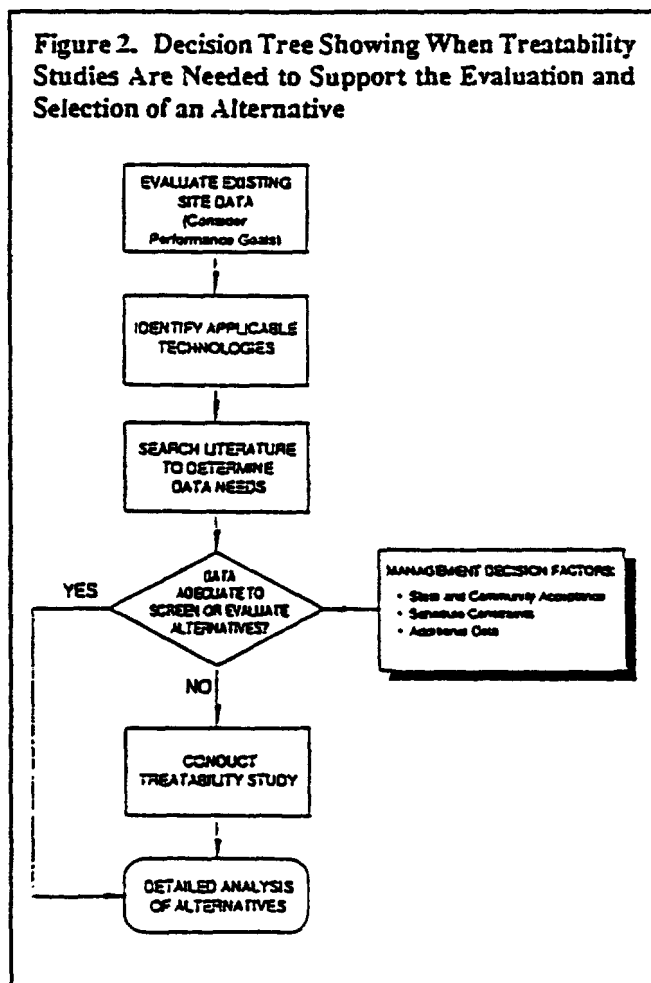 Figure 2. Decision Tree Showing When Treatability
Studies Are Needed to Support the Evaluation and
Selection of an Alternative
EVALUATE EXISTING
SITE DATA
(Consider
Performance Goals)
IDENTIFY APPLICABLE
TECHNOLOGIES
SEARCH LITERATURE
TO DETERMINE
DATA NEEDS
YES
DATA
ADEQUATE TO
SCREEN OR EVALUATE
ALTERNATIVES?
MANAGEMENT DECISION FACTORS:
• State and Community Acceptance
• Schedule Constraints
• Additional Data
NO
CONDUCT
TREATABILITY STUDY
DETAILED ANALYSIS
OF ALTERNATIVES